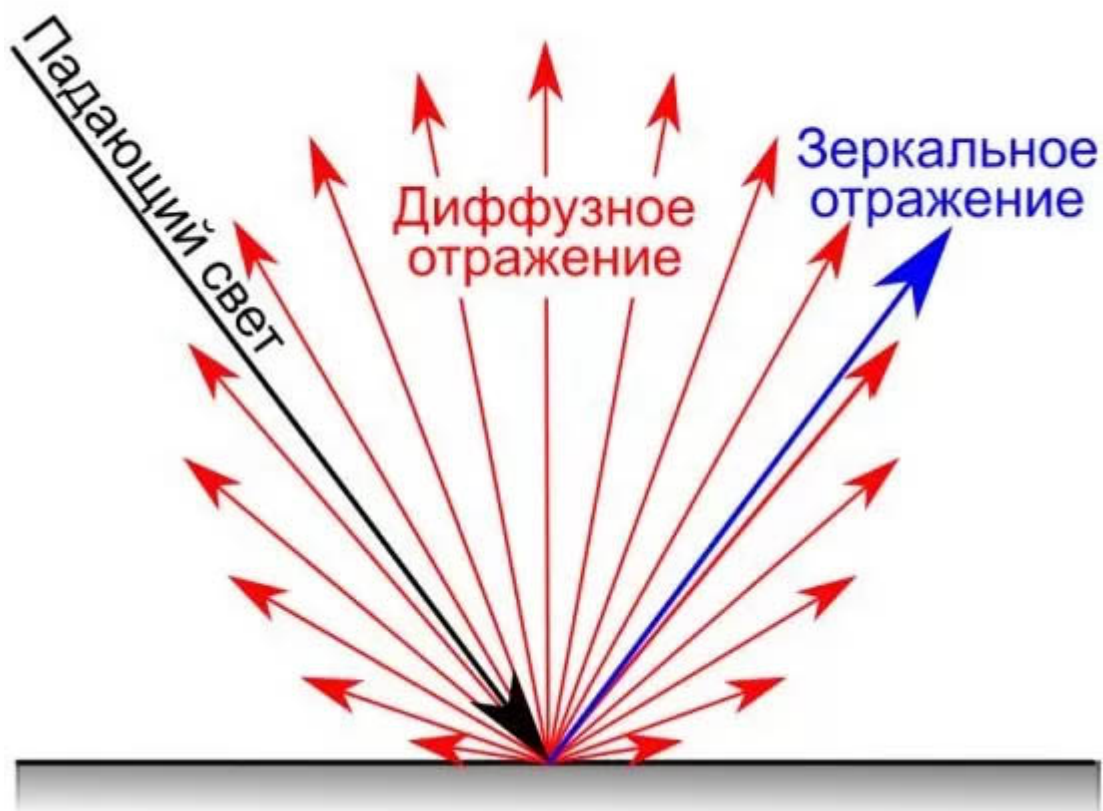 Падающий свет
Диффузное
отражение
Зеркальное
отражение